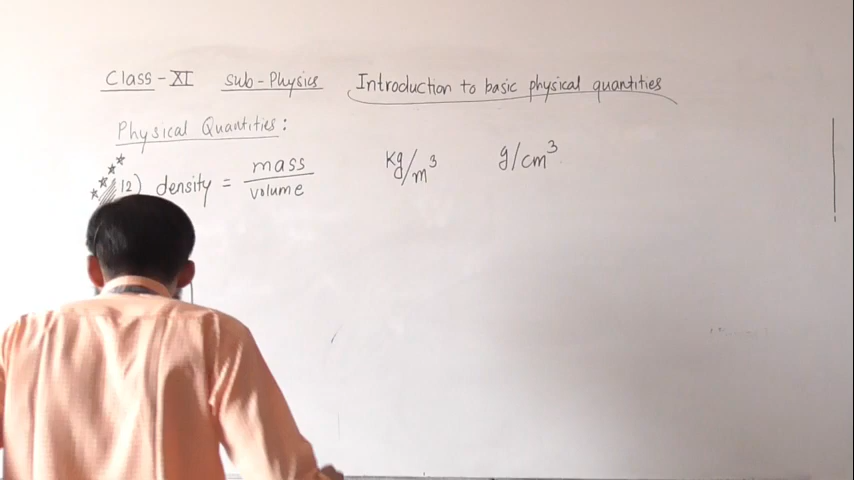 Class-XI Sub-Physics Introduction to basic physical quantities
Physical Quantities:
12) density = mass/volume Kg/m³ g/cm³